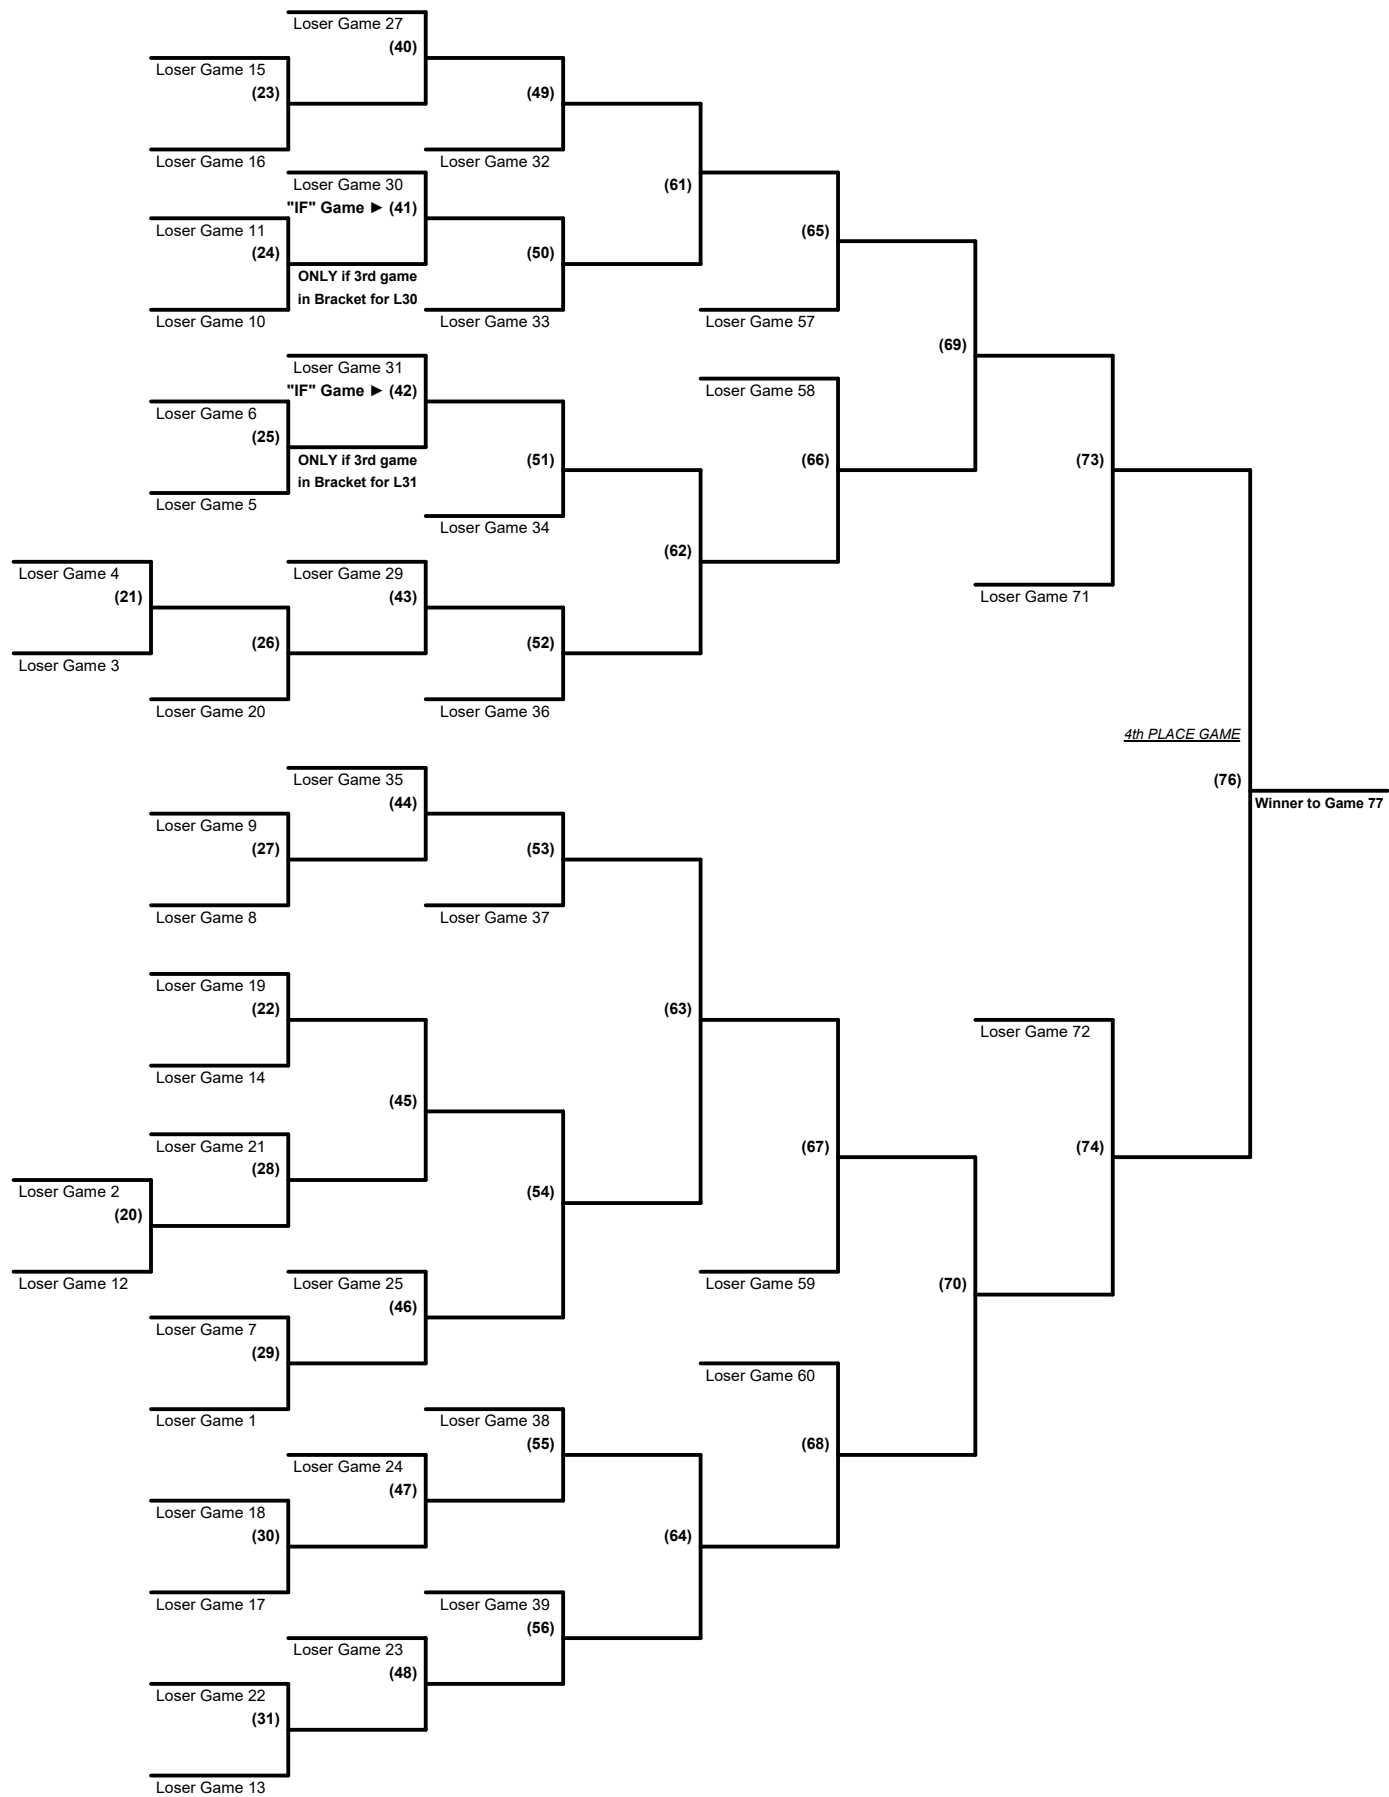 Loser Game 27
(40)
Loser Game 15
(23)
(49)
Loser Game 16
Loser Game 32
Loser Game 30
(61)
"IF" Game ► (41)
Loser Game 11
(65)
(24)
(50)
ONLY if 3rd game
in Bracket for L30
Loser Game 10
Loser Game 33
Loser Game 57
(69)
Loser Game 31
"IF" Game ► (42)
Loser Game 58
Loser Game 6
(25)
ONLY if 3rd game
(51)
(66)
(73)
in Bracket for L31
Loser Game 5
Loser Game 34
(62)
Loser Game 4
Loser Game 29
(21)
(43)
Loser Game 71
(26)
(52)
Loser Game 3
Loser Game 20
Loser Game 36
4th PLACE GAME
Loser Game 35
(76)
(44)
Winner to Game 77
Loser Game 9
(27)
(53)
Loser Game 8
Loser Game 37
Loser Game 19
(22)
(63)
Loser Game 72
Loser Game 14
(45)
Loser Game 21
(67)
(74)
(28)
Loser Game 2
(54)
(20)
Loser Game 12
Loser Game 25
Loser Game 59
(70)
(46)
Loser Game 7
(29)
Loser Game 60
Loser Game 1
Loser Game 38
(55)
(68)
Loser Game 24
(47)
Loser Game 18
(30)
(64)
Loser Game 17
Loser Game 39
(56)
Loser Game 23
(48)
Loser Game 22
(31)
Loser Game 13